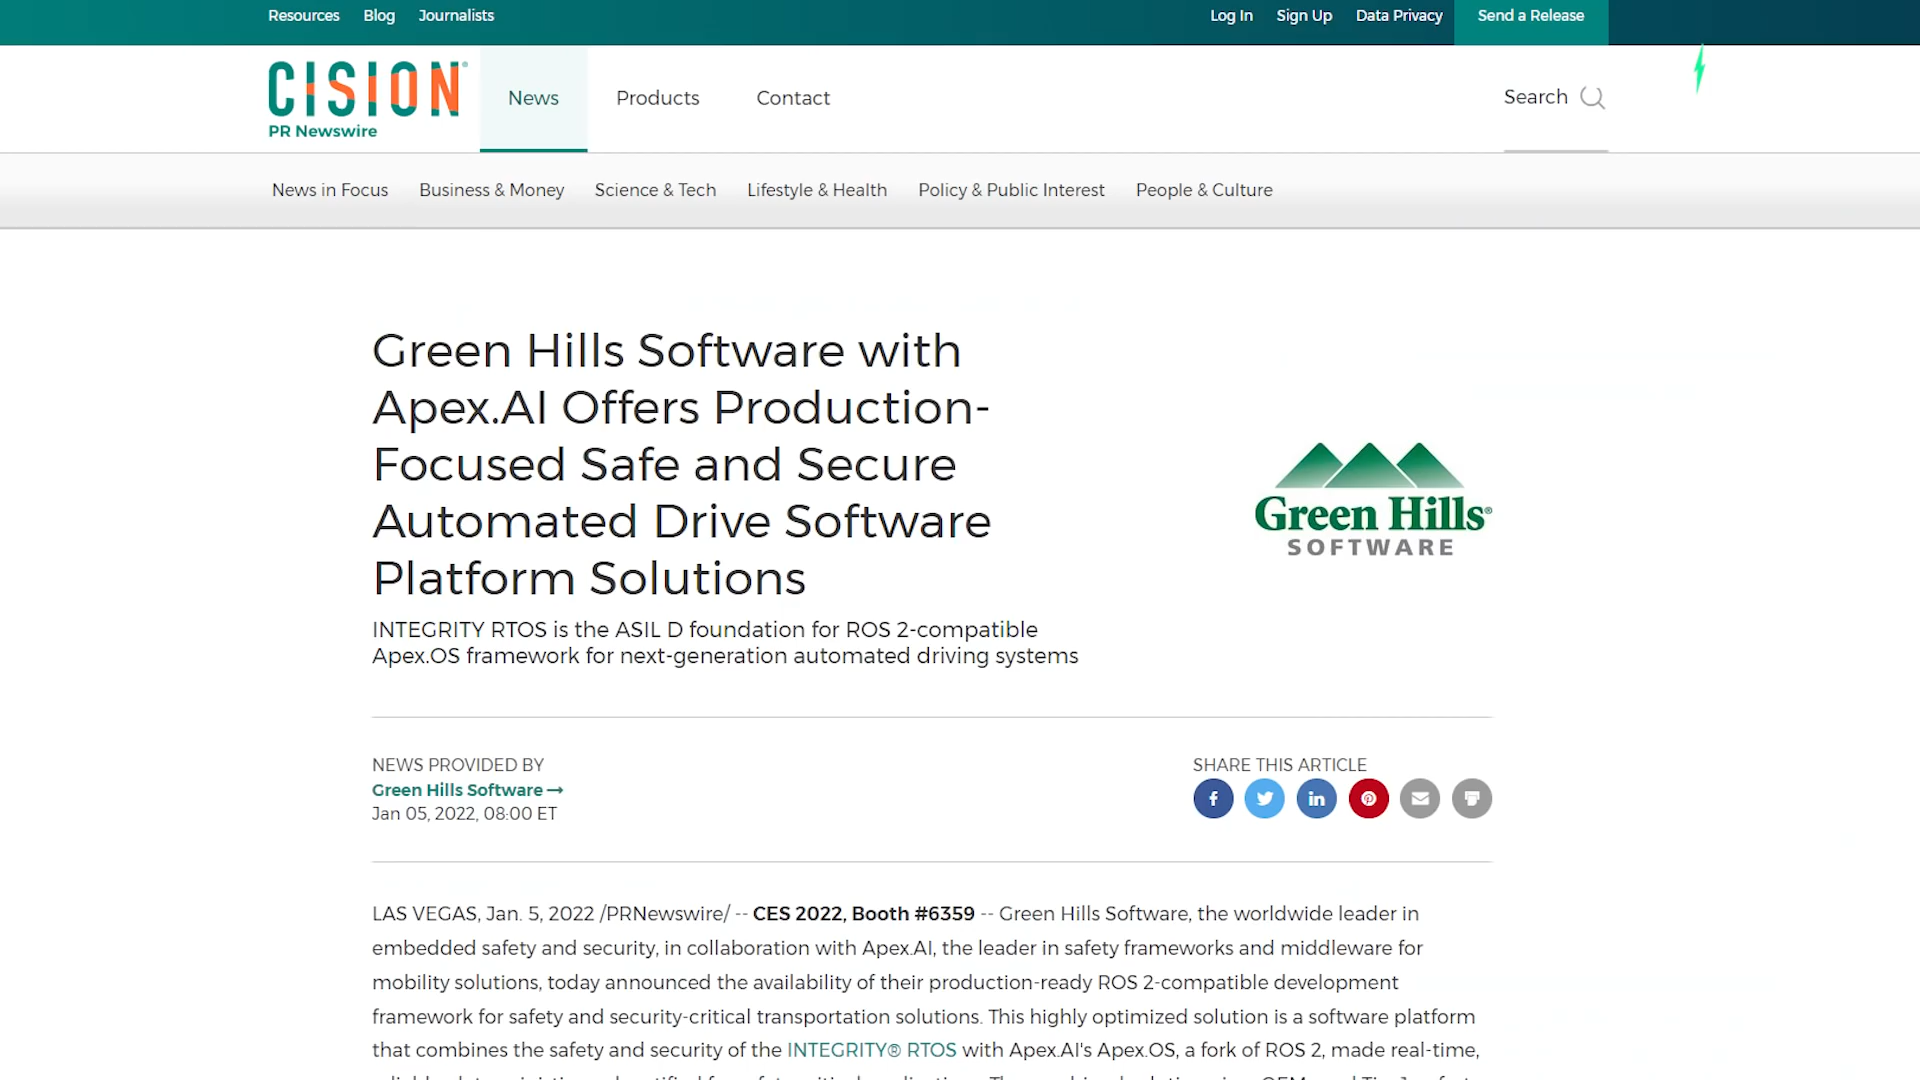 Resources Blog Journalists Log In Sign Up Data Privacy Send a Release
CISION®
PR Newswire
News Products Contact Search
News in Focus Business & Money Science & Tech Lifestyle & Health Policy & Public Interest People & Culture
Green Hills Software with
Apex.AI Offers Production-
Focused Safe and Secure
Automated Drive Software
Platform Solutions
Green Hills®
SOFTWARE
INTEGRITY RTOS is the ASIL D foundation for ROS 2-compatible
Apex.OS framework for next-generation automated driving systems
NEWS PROVIDED BY
Green Hills Software →
Jan 05, 2022, 08:00 ET
SHARE THIS ARTICLE
LAS VEGAS, Jan. 5, 2022 /PRNewswire/ -- CES 2022, Booth #6359 -- Green Hills Software, the worldwide leader in
embedded safety and security, in collaboration with Apex.AI, the leader in safety frameworks and middleware for
mobility solutions, today announced the availability of their production-ready ROS 2-compatible development
framework for safety and security-critical transportation solutions. This highly optimized solution is a software platform
that combines the safety and security of the INTEGRITY® RTOS with Apex.AI's Apex.OS, a fork of ROS 2, made real-time,